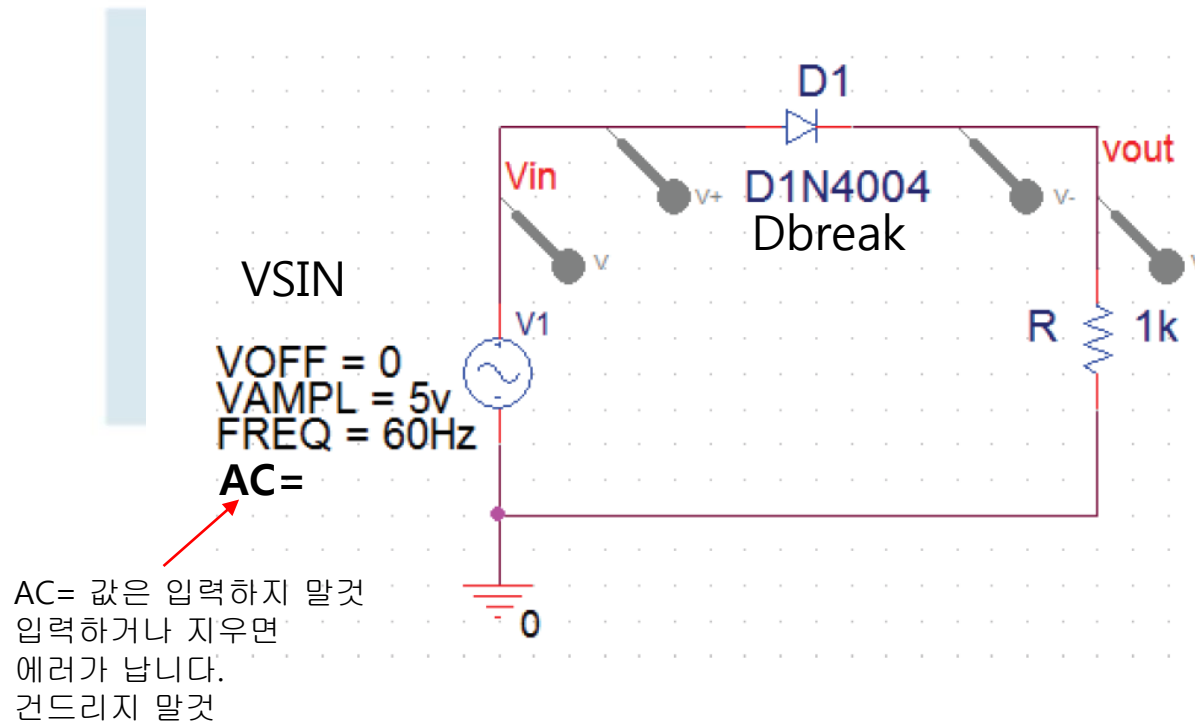 D1
vout
Vin
V+
D1N4004
V-
Dbreak
V
V
VSIN
V1
R
1k
VOFF = 0
VAMPL = 5v
FREQ = 60Hz
AC=
AC= 값은 입력하지 말것
입력하거나 지우면
에러가 납니다.
건드리지 말것
0